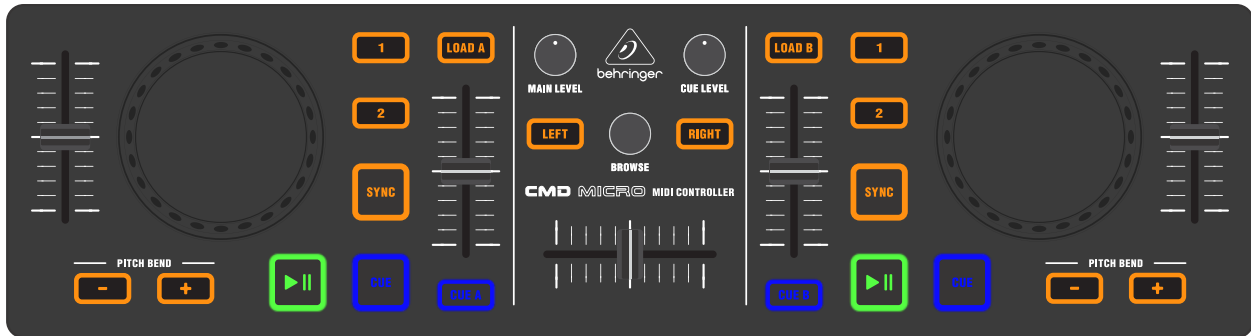 1
LOAD A
2
SYNC
PITCH BEND
-
+
CUE
CUE A
behringer
MAIN LEVEL
CUE LEVEL
LEFT
RIGHT
BROWSE
CMD MICRO MIDI CONTROLLER
LOAD B
1
2
SYNC
CUE B
CUE
PITCH BEND
-
+